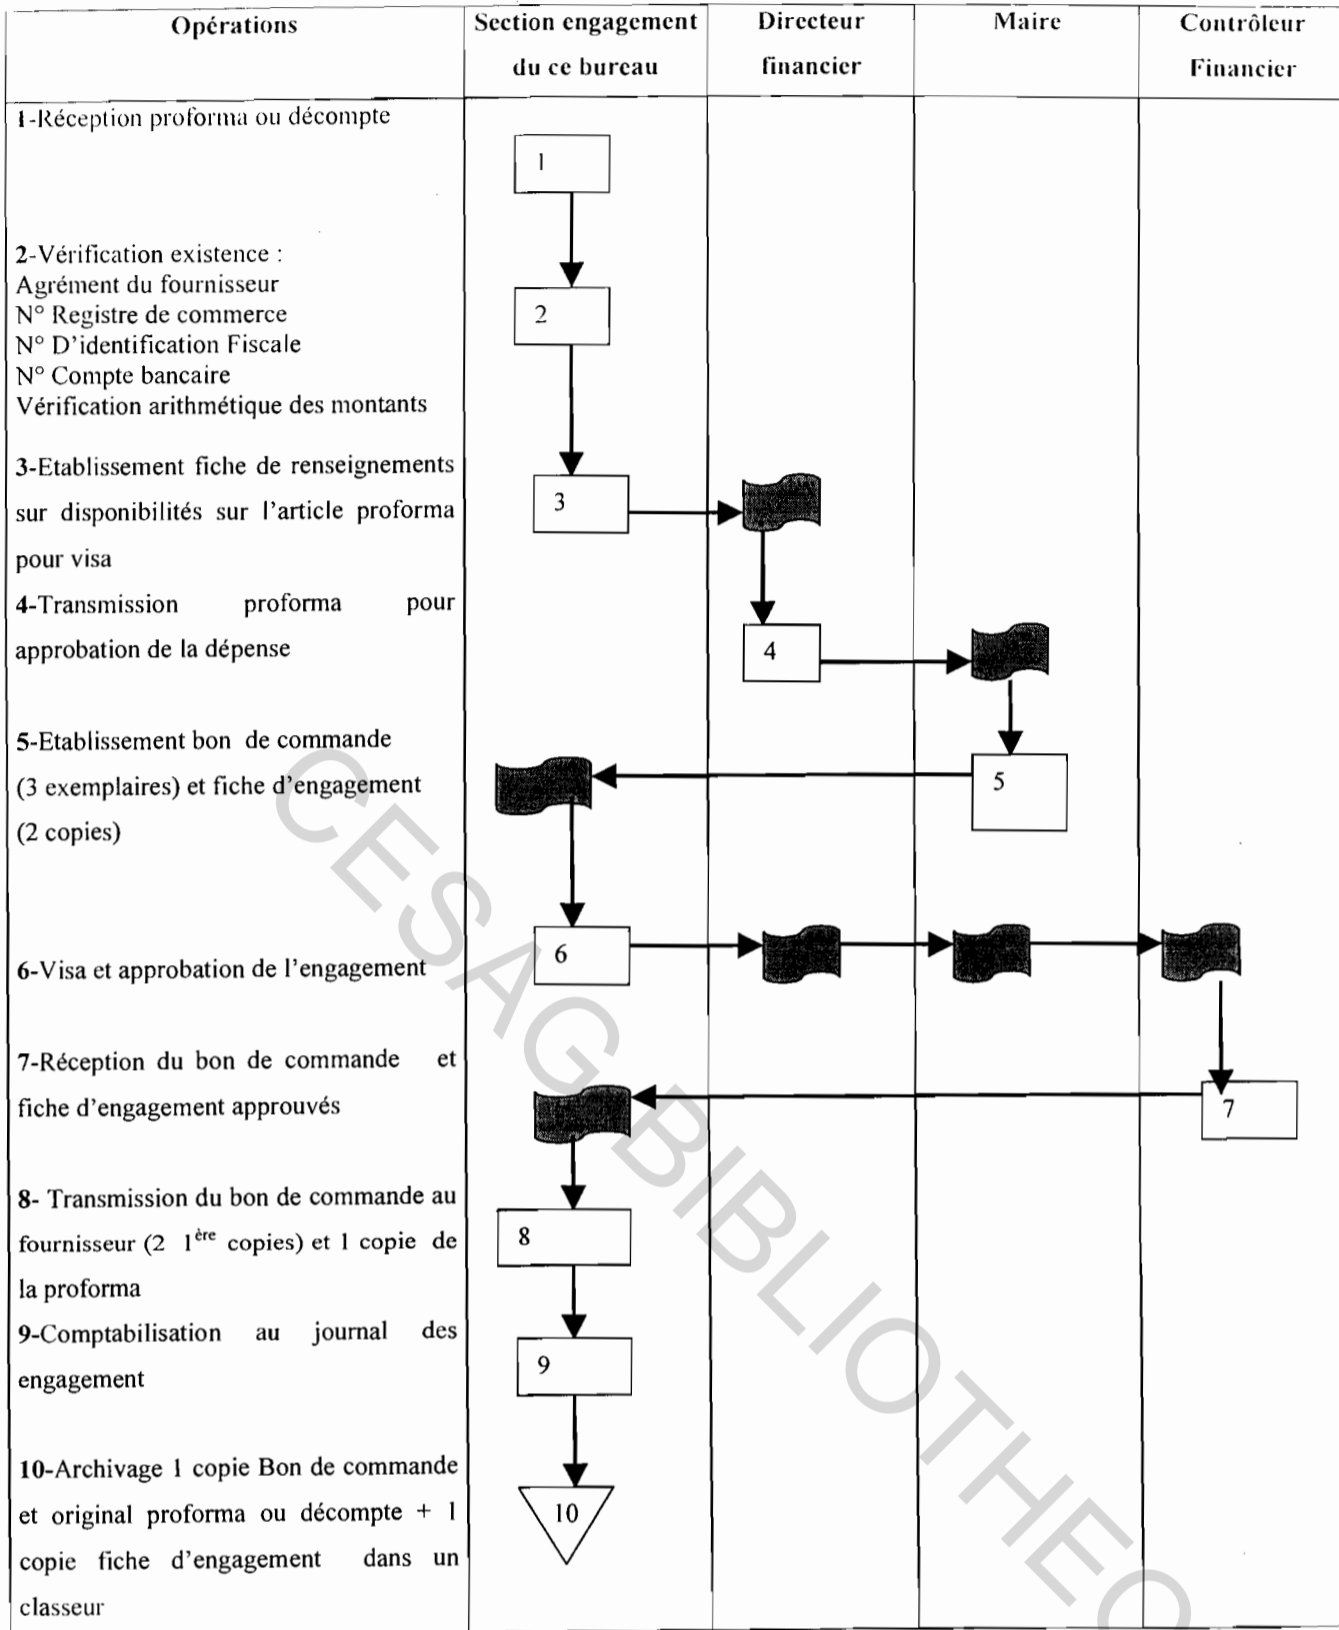 Opérations
Section engagement
du ce bureau
Directeur
financier
Maire
Contrôleur
Financier
1-Réception proforma ou décompte
1
2-Vérification existence :
Agrément du fournisseur
N° Registre de commerce
N° D'identification Fiscale
N° Compte bancaire
Vérification arithmétique des montants
2
3-Etablissement fiche de renseignements
sur disponibilités sur l'article proforma
pour visa
3
4-Transmission proforma pour
approbation de la dépense
4
5-Etablissement bon de commande
(3 exemplaires) et fiche d'engagement
(2 copies)
5
6-Visa et approbation de l'engagement
6
7-Réception du bon de commande et
fiche d'engagement approuvés
7
8- Transmission du bon de commande au
fournisseur (2 1ère copies) et 1 copie de
la proforma
8
9-Comptabilisation au journal des
engagement
9
10-Archivage 1 copie Bon de commande
et original proforma ou décompte + 1
copie fiche d'engagement dans un
classeur
10
CESAG BIBLIOTHEQ